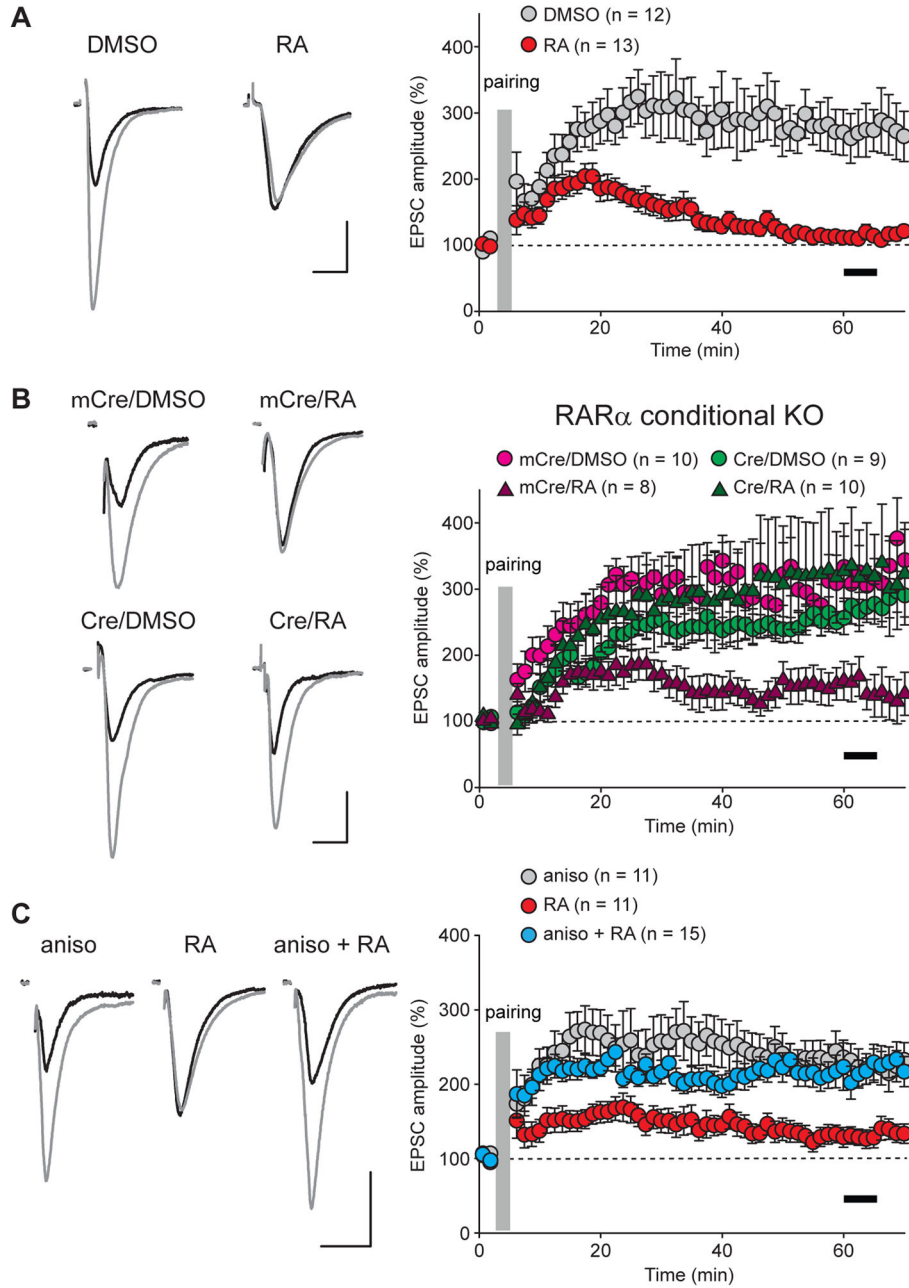 A
DMSO
RA
DMSO (n = 12)
RA (n = 13)
pairing
EPSC amplitude (%)
400
300
200
100
0
0 20 40 60
Time (min)
B
mCre/DMSO
mCre/RA
Cre/DMSO
Cre/RA
RARα conditional KO
mCre/DMSO (n = 10)
Cre/DMSO (n = 9)
mCre/RA (n = 8)
Cre/RA (n = 10)
pairing
EPSC amplitude (%)
400
300
200
100
0
0 20 40 60
Time (min)
C
aniso
RA
aniso + RA
aniso (n = 11)
RA (n = 11)
aniso + RA (n = 15)
pairing
EPSC amplitude (%)
400
300
200
100
0
0 20 40 60
Time (min)